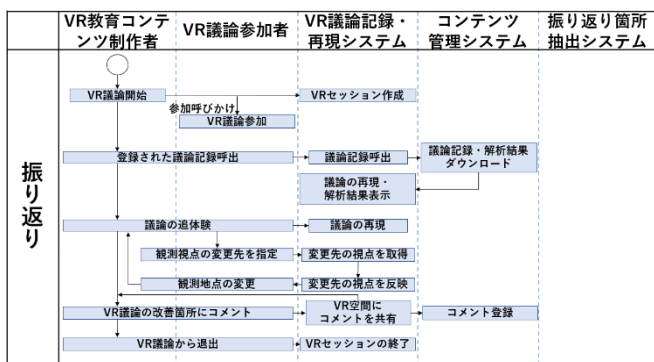 VR教育コンテ
ンツ制作者
VR議論参加者
VR議論記録・
再現システム
コンテンツ
管理システム
振り返り箇所
抽出システム
振り返り
VR議論開始
VRセッション作成
参加呼びかけ
VR議論参加
登録された議論記録呼出
議論記録呼出
議論記録・解析結果
ダウンロード
議論の再現・
解析結果表示
議論の追体験
議論の再現
観測視点の変更先を指定
変更先の視点を取得
観測地点の変更
変更先の視点を反映
VR議論の改善箇所にコメント
VR空間に
コメントを共有
コメント登録
VR議論から退出
VRセッションの終了